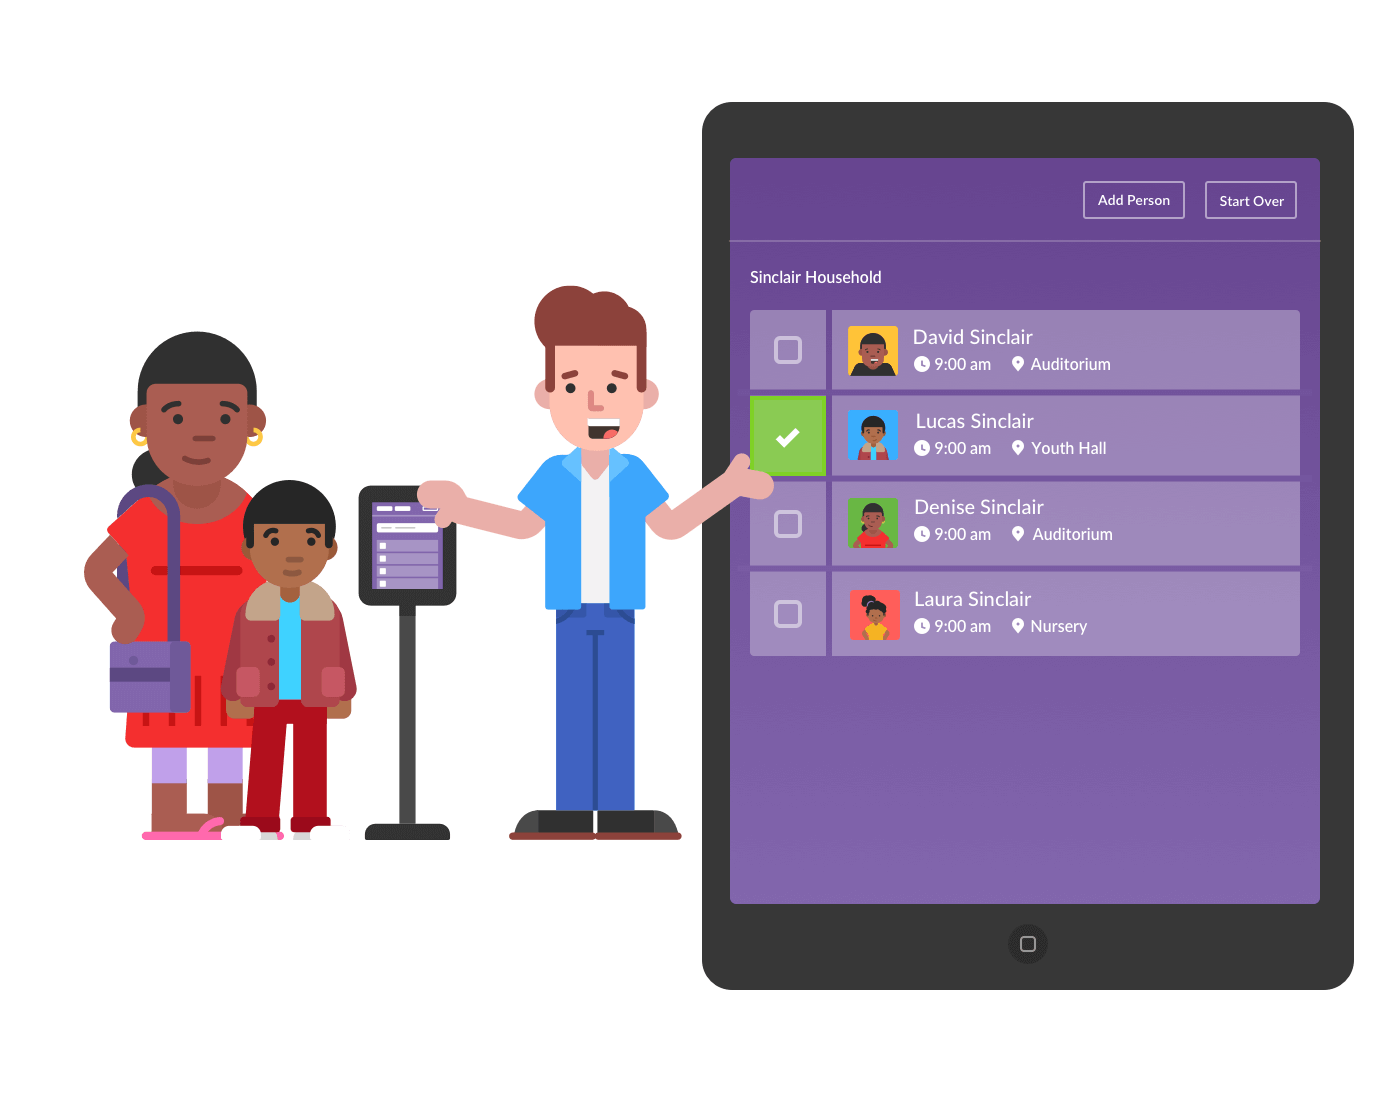 Add Person
Start Over
Sinclair Household
David Sinclair
9:00 am
Auditorium
Lucas Sinclair
9:00 am
Youth Hall
Denise Sinclair
9:00 am
Auditorium
Laura Sinclair
9:00 am
Nursery